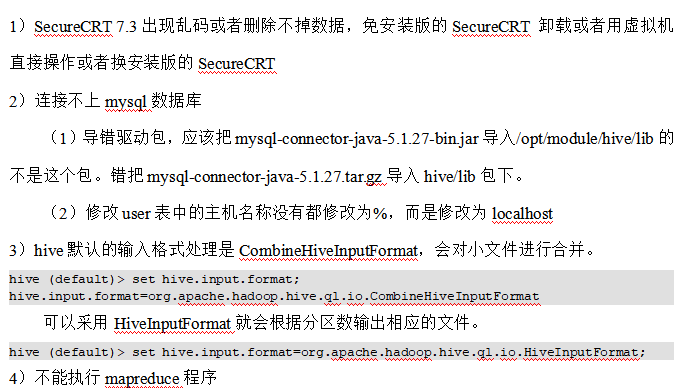 1）SecureCRT 7.3 出现乱码或者删除不掉数据，免安装版的 SecureCRT 卸载或者用虚拟机
直接操作或者换安装版的 SecureCRT
2）连接不上 mysql 数据库
（1）导错驱动包，应该把 mysql-connector-java-5.1.27-bin.jar 导入/opt/module/hive/lib 的
不是这个包。错把 mysql-connector-java-5.1.27.tar.gz 导入 hive/lib 包下。
（2）修改 user 表中的主机名称没有都修改为%，而是修改为 localhost
3）hive 默认的输入格式处理是 CombineHiveInputFormat，会对小文件进行合并。
hive (default)> set hive.input.format;
hive.input.format=org.apache.hadoop.hive.ql.io.CombineHiveInputFormat
可以采用 HiveInputFormat 就会根据分区数输出相应的文件。
hive (default)> set hive.input.format=org.apache.hadoop.hive.ql.io.HiveInputFormat;
4）不能执行 mapreduce 程序